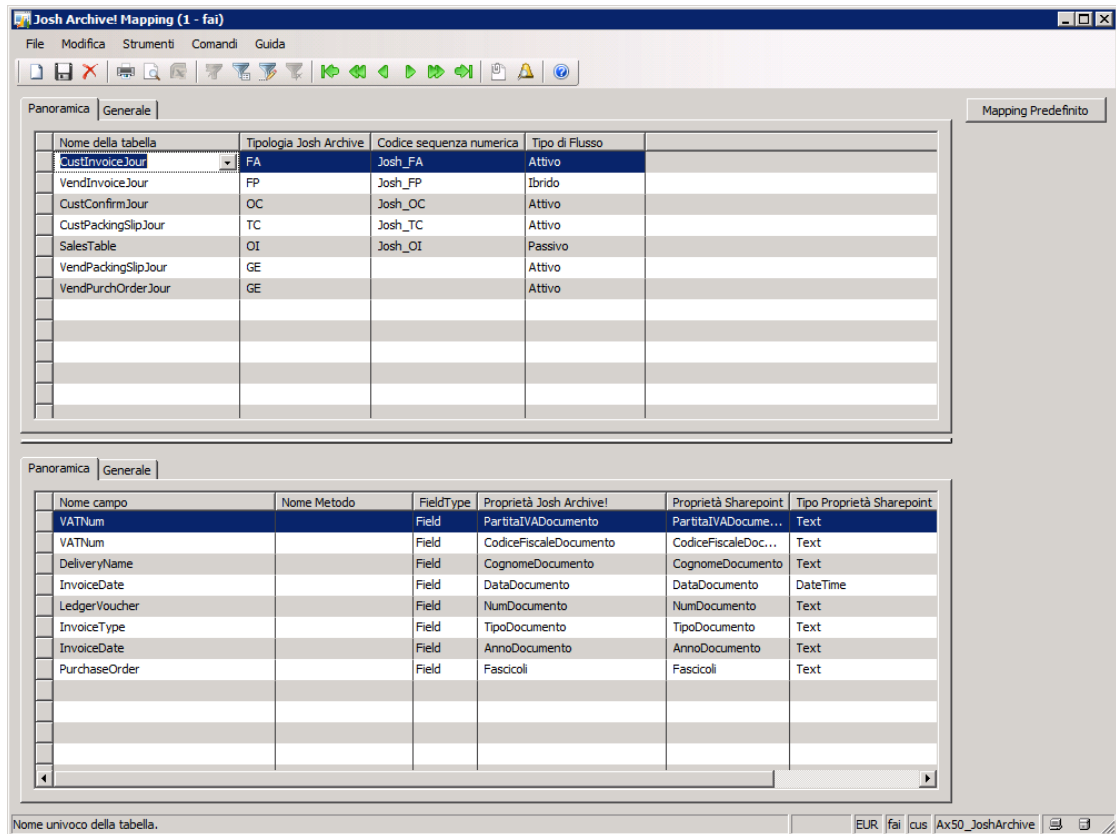 Josh Archive! Mapping (1 - fai)
File Modifica Strumenti Comandi Guida
Panoramica Generale
Mapping Predefinito
Nome della tabella Tipologia Josh Archive Codice sequenza numerica Tipo di Flusso
CustInvoiceJour FA Josh_FA Attivo
VendInvoiceJour FP Josh_FP Ibrido
CustConfirmJour OC Josh_OC Attivo
CustPackingSlipJour TC Josh_TC Attivo
SalesTable OI Josh_OI Passivo
VendPackingSlipJour GE Attivo
VendPurchOrderJour GE Attivo
Panoramica Generale
Nome campo Nome Metodo FieldType Proprietà Josh Archive! Proprietà Sharepoint Tipo Proprietà Sharepoint
VATNum Field PartitaIVADocumento PartitaIVADocume... Text
VATNum Field CodiceFiscaleDocumento CodiceFiscaleDoc... Text
DeliveryName Field CognomeDocumento CognomeDocumento Text
InvoiceDate Field DataDocumento DataDocumento DateTime
LedgerVoucher Field NumDocumento NumDocumento Text
InvoiceType Field TipoDocumento TipoDocumento Text
InvoiceDate Field AnnoDocumento AnnoDocumento Text
PurchaseOrder Field Fascicoli Fascicoli Text
Nome univoco della tabella. EUR fai cus Ax50_JoshArchive